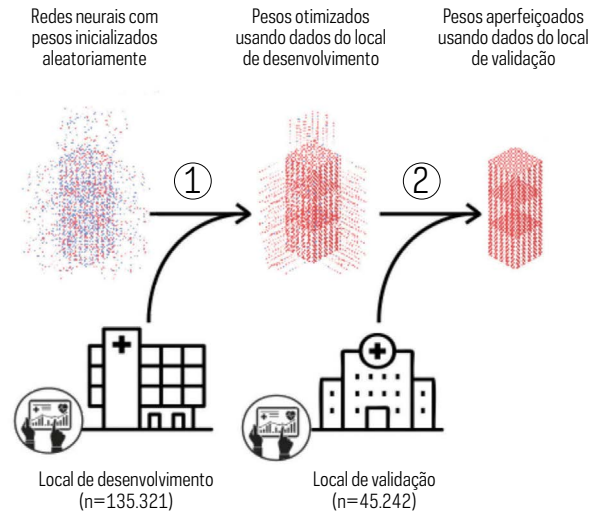 Redes neurais com
pesos inicializados
aleatoriamente
Pesos otimizados
usando dados do local
de desenvolvimento
Pesos aperfeiçoados
usando dados do local
de validação
1
2
Local de desenvolvimento
(n=135.321)
Local de validação
(n=45.242)